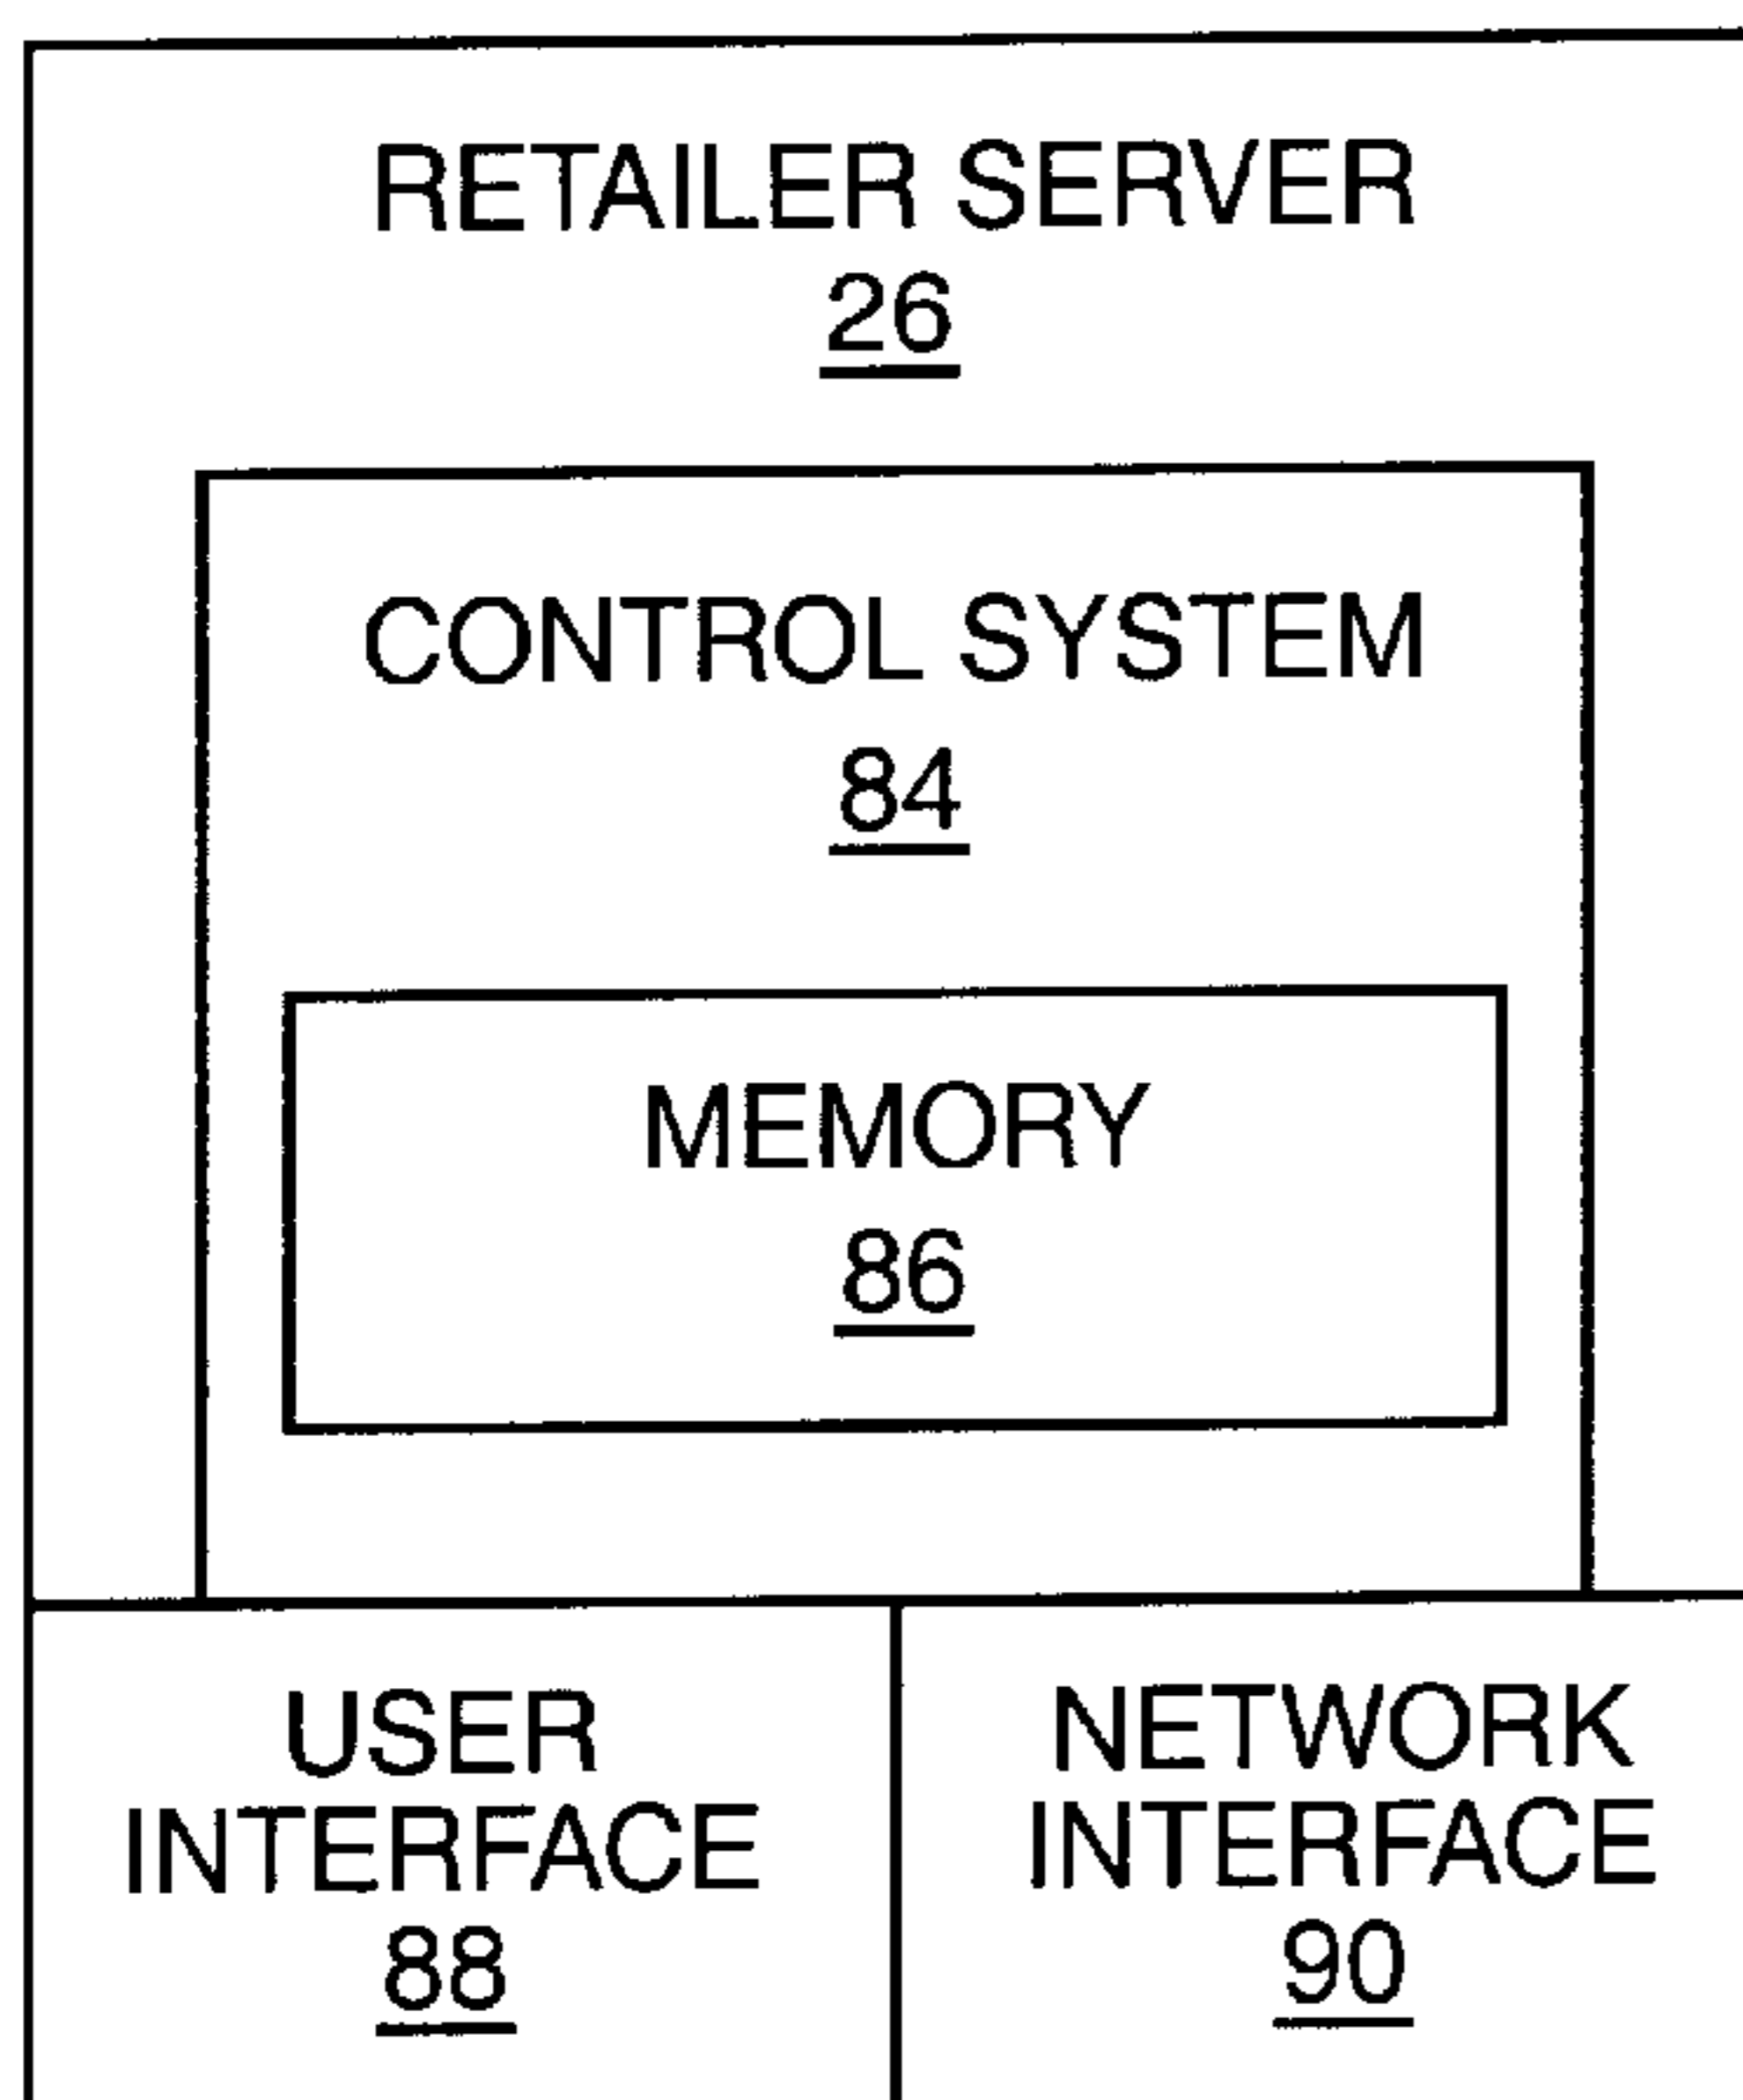 RETAILER SERVER
26
CONTROL SYSTEM
84
MEMORY
86
USER
INTERFACE
88
NETWORK
INTERFACE
90